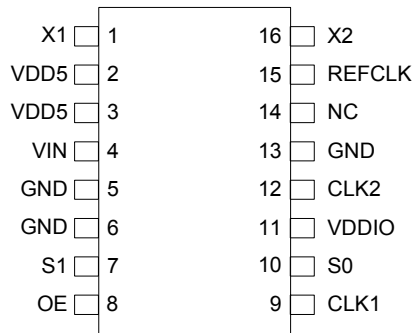 X1 1 16 X2
VDD5 2 15 REFCLK
VDD5 3 14 NC
VIN 4 13 GND
GND 5 12 CLK2
GND 6 11 VDDIO
S1 7 10 S0
OE 8 9 CLK1